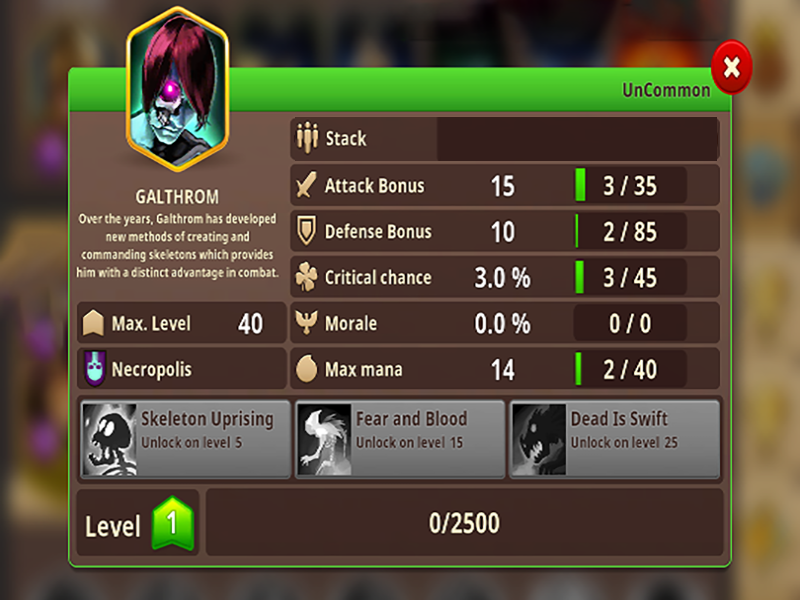 UnCommon
GALTHROM
Over the years, Galthrom has developed
new methods of creating and
commanding skeletons which provides
him with a distinct advantage in combat.
Max. Level 40
Necropolis
Stack
Attack Bonus 15 3 / 35
Defense Bonus 10 2 / 85
Critical chance 3.0 % 3 / 45
Morale 0.0 % 0 / 0
Max mana 14 2 / 40
Skeleton Uprising
Unlock on level 5
Fear and Blood
Unlock on level 15
Dead Is Swift
Unlock on level 25
Level 1
0/2500